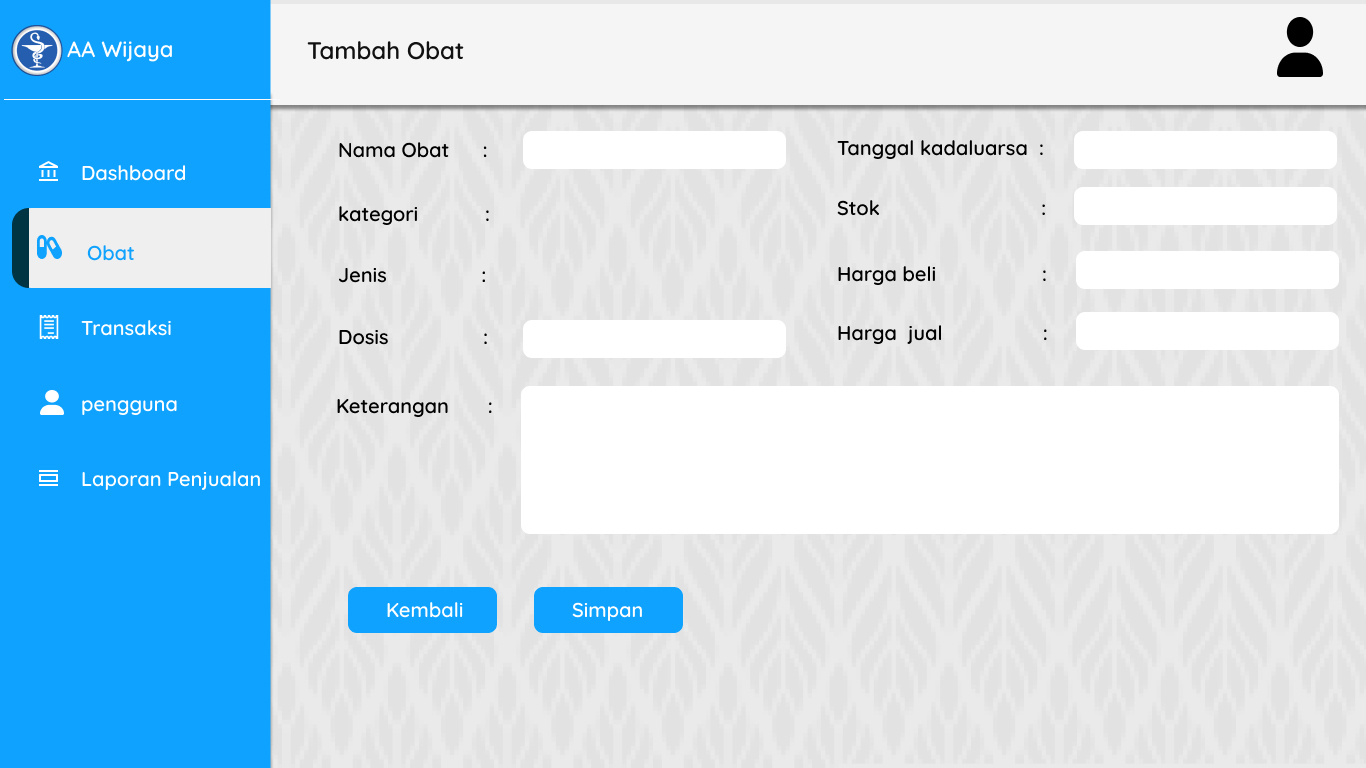 AA Wijaya
Tambah Obat
Dashboard
Obat
Transaksi
pengguna
Laporan Penjualan
Nama Obat :
kategori :
Jenis :
Dosis :
Keterangan :
Tanggal kadaluarsa :
Stok :
Harga beli :
Harga jual :
Kembali
Simpan